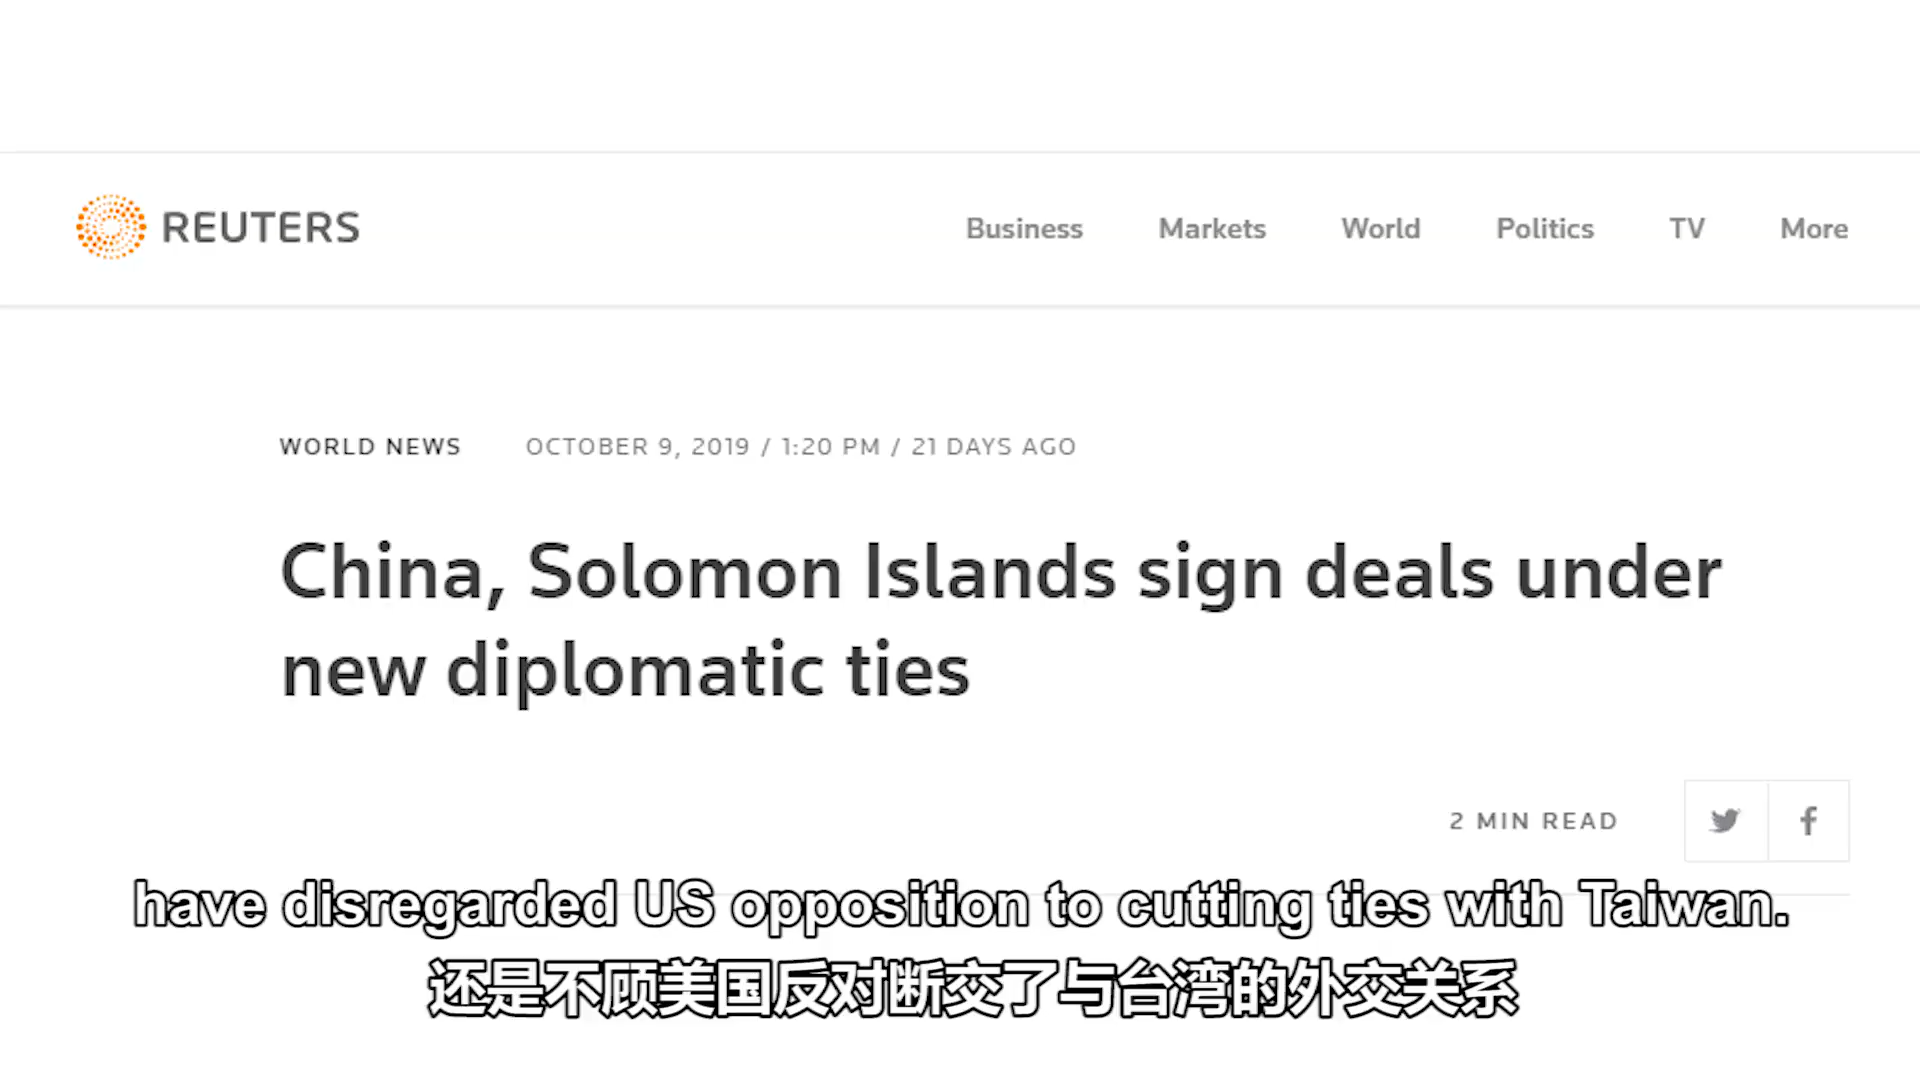 REUTERS
Business Markets World Politics TV More
WORLD NEWS OCTOBER 9, 2019 / 1:20 PM / 21 DAYS AGO
China, Solomon Islands sign deals under
new diplomatic ties
2 MIN READ
have disregarded US opposition to cutting ties with Taiwan.
还是不顾美国反对断交了与台湾的外交关系